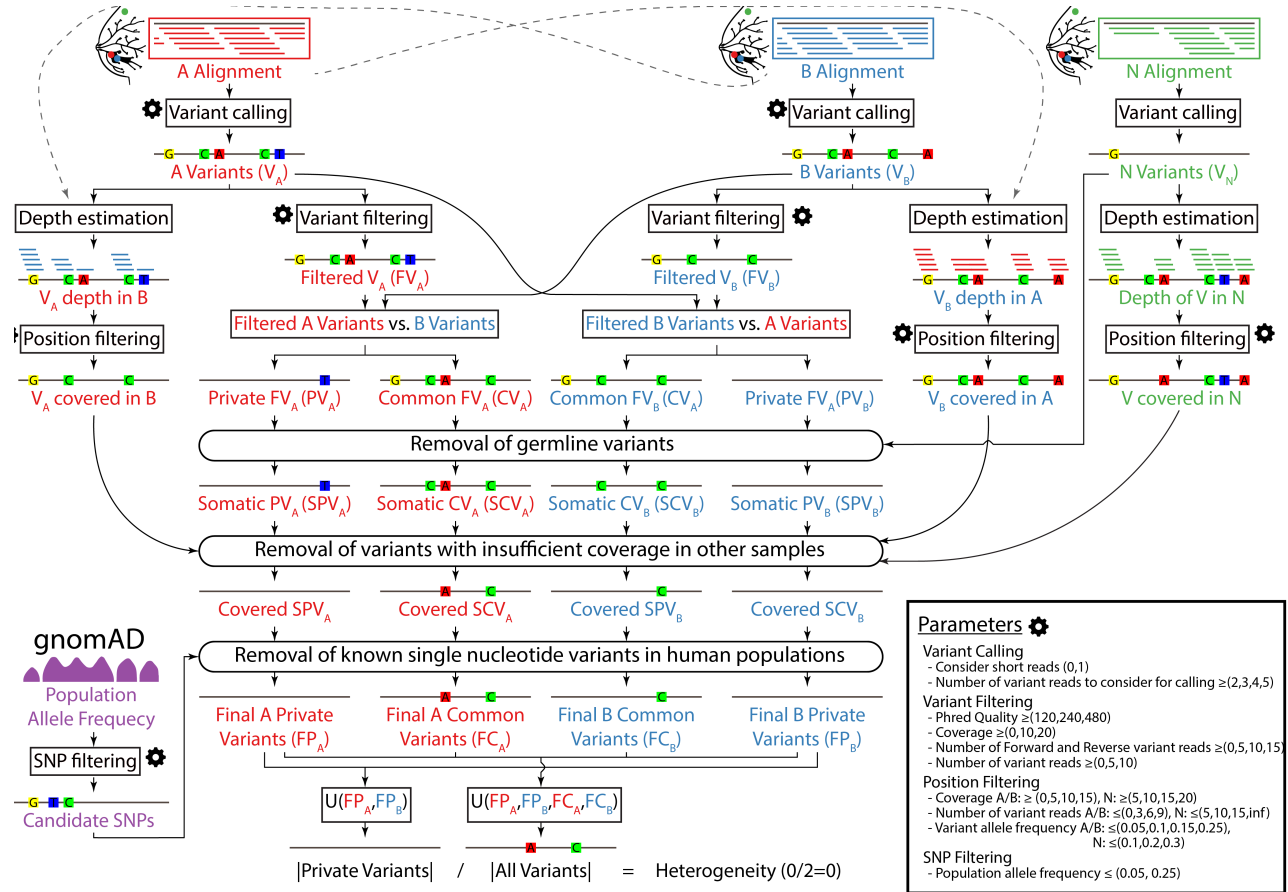 A Alignment
B Alignment
N Alignment
Variant calling
Variant calling
Variant calling
G C A C T
G C A C A
G
A Variants (VA)
B Variants (VB)
N Variants (VN)
Depth estimation
Variant filtering
Variant filtering
Depth estimation
Depth estimation
G C A C T
G C A C T
G C C
G C A C A
C A C T A
VA depth in B
Filtered VA (FVA)
Filtered VB (FVB)
VB depth in A
Depth of V in N
Position filtering
Filtered A Variants vs. B Variants
Filtered B Variants vs. A Variants
Position filtering
Position filtering
G C C
T
G C A C
G C C
G C A C A
A C T A
VA covered in B
Private FVA (PVA)
Common FVA (CVA)
Common FVB (CVA)
Private FVA (PVB)
VB covered in A
V covered in N
Removal of germline variants
T
C A C
C C
Somatic PVA (SPVA)
Somatic CVA (SCVA)
Somatic CVB (SCVB)
Somatic PVB (SPVB)
Removal of variants with insufficient coverage in other samples
A C
C
Covered SPVA
Covered SCVA
Covered SPVB
Covered SCVB
gnomAD
Population
Allele Frequecy
SNP filtering
G T C
Candidate SNPs
Removal of known single nucleotide variants in human populations
A C
C
Final A Private
Variants (FPA)
Final A Common
Variants (FCA)
Final B Common
Variants (FCB)
Final B Private
Variants (FPB)
U(FPA,FPB)
U(FPA,FPB,FCA,FCB)
A C
|Private Variants| / |All Variants| = Heterogeneity (0/2=0)
Parameters
Variant Calling
- Consider short reads (0,1)
- Number of variant reads to consider for calling ≥(2,3,4,5)
Variant Filtering
- Phred Quality ≥(120,240,480)
- Coverage ≥(0,10,20)
- Number of Forward and Reverse variant reads ≥(0,5,10,15)
- Number of variant reads ≥(0,5,10)
Position Filtering
- Coverage A/B: ≥ (0,5,10,15), N: ≥(5,10,15,20)
- Number of variant reads A/B: ≤(0,3,6,9), N: ≤(5,10,15,inf)
- Variant allele frequency A/B: ≤(0.05,0.1,0.15,0.25),
N: ≤(0.1,0.2,0.3)
SNP Filtering
- Population allele frequency ≤ (0.05, 0.25)